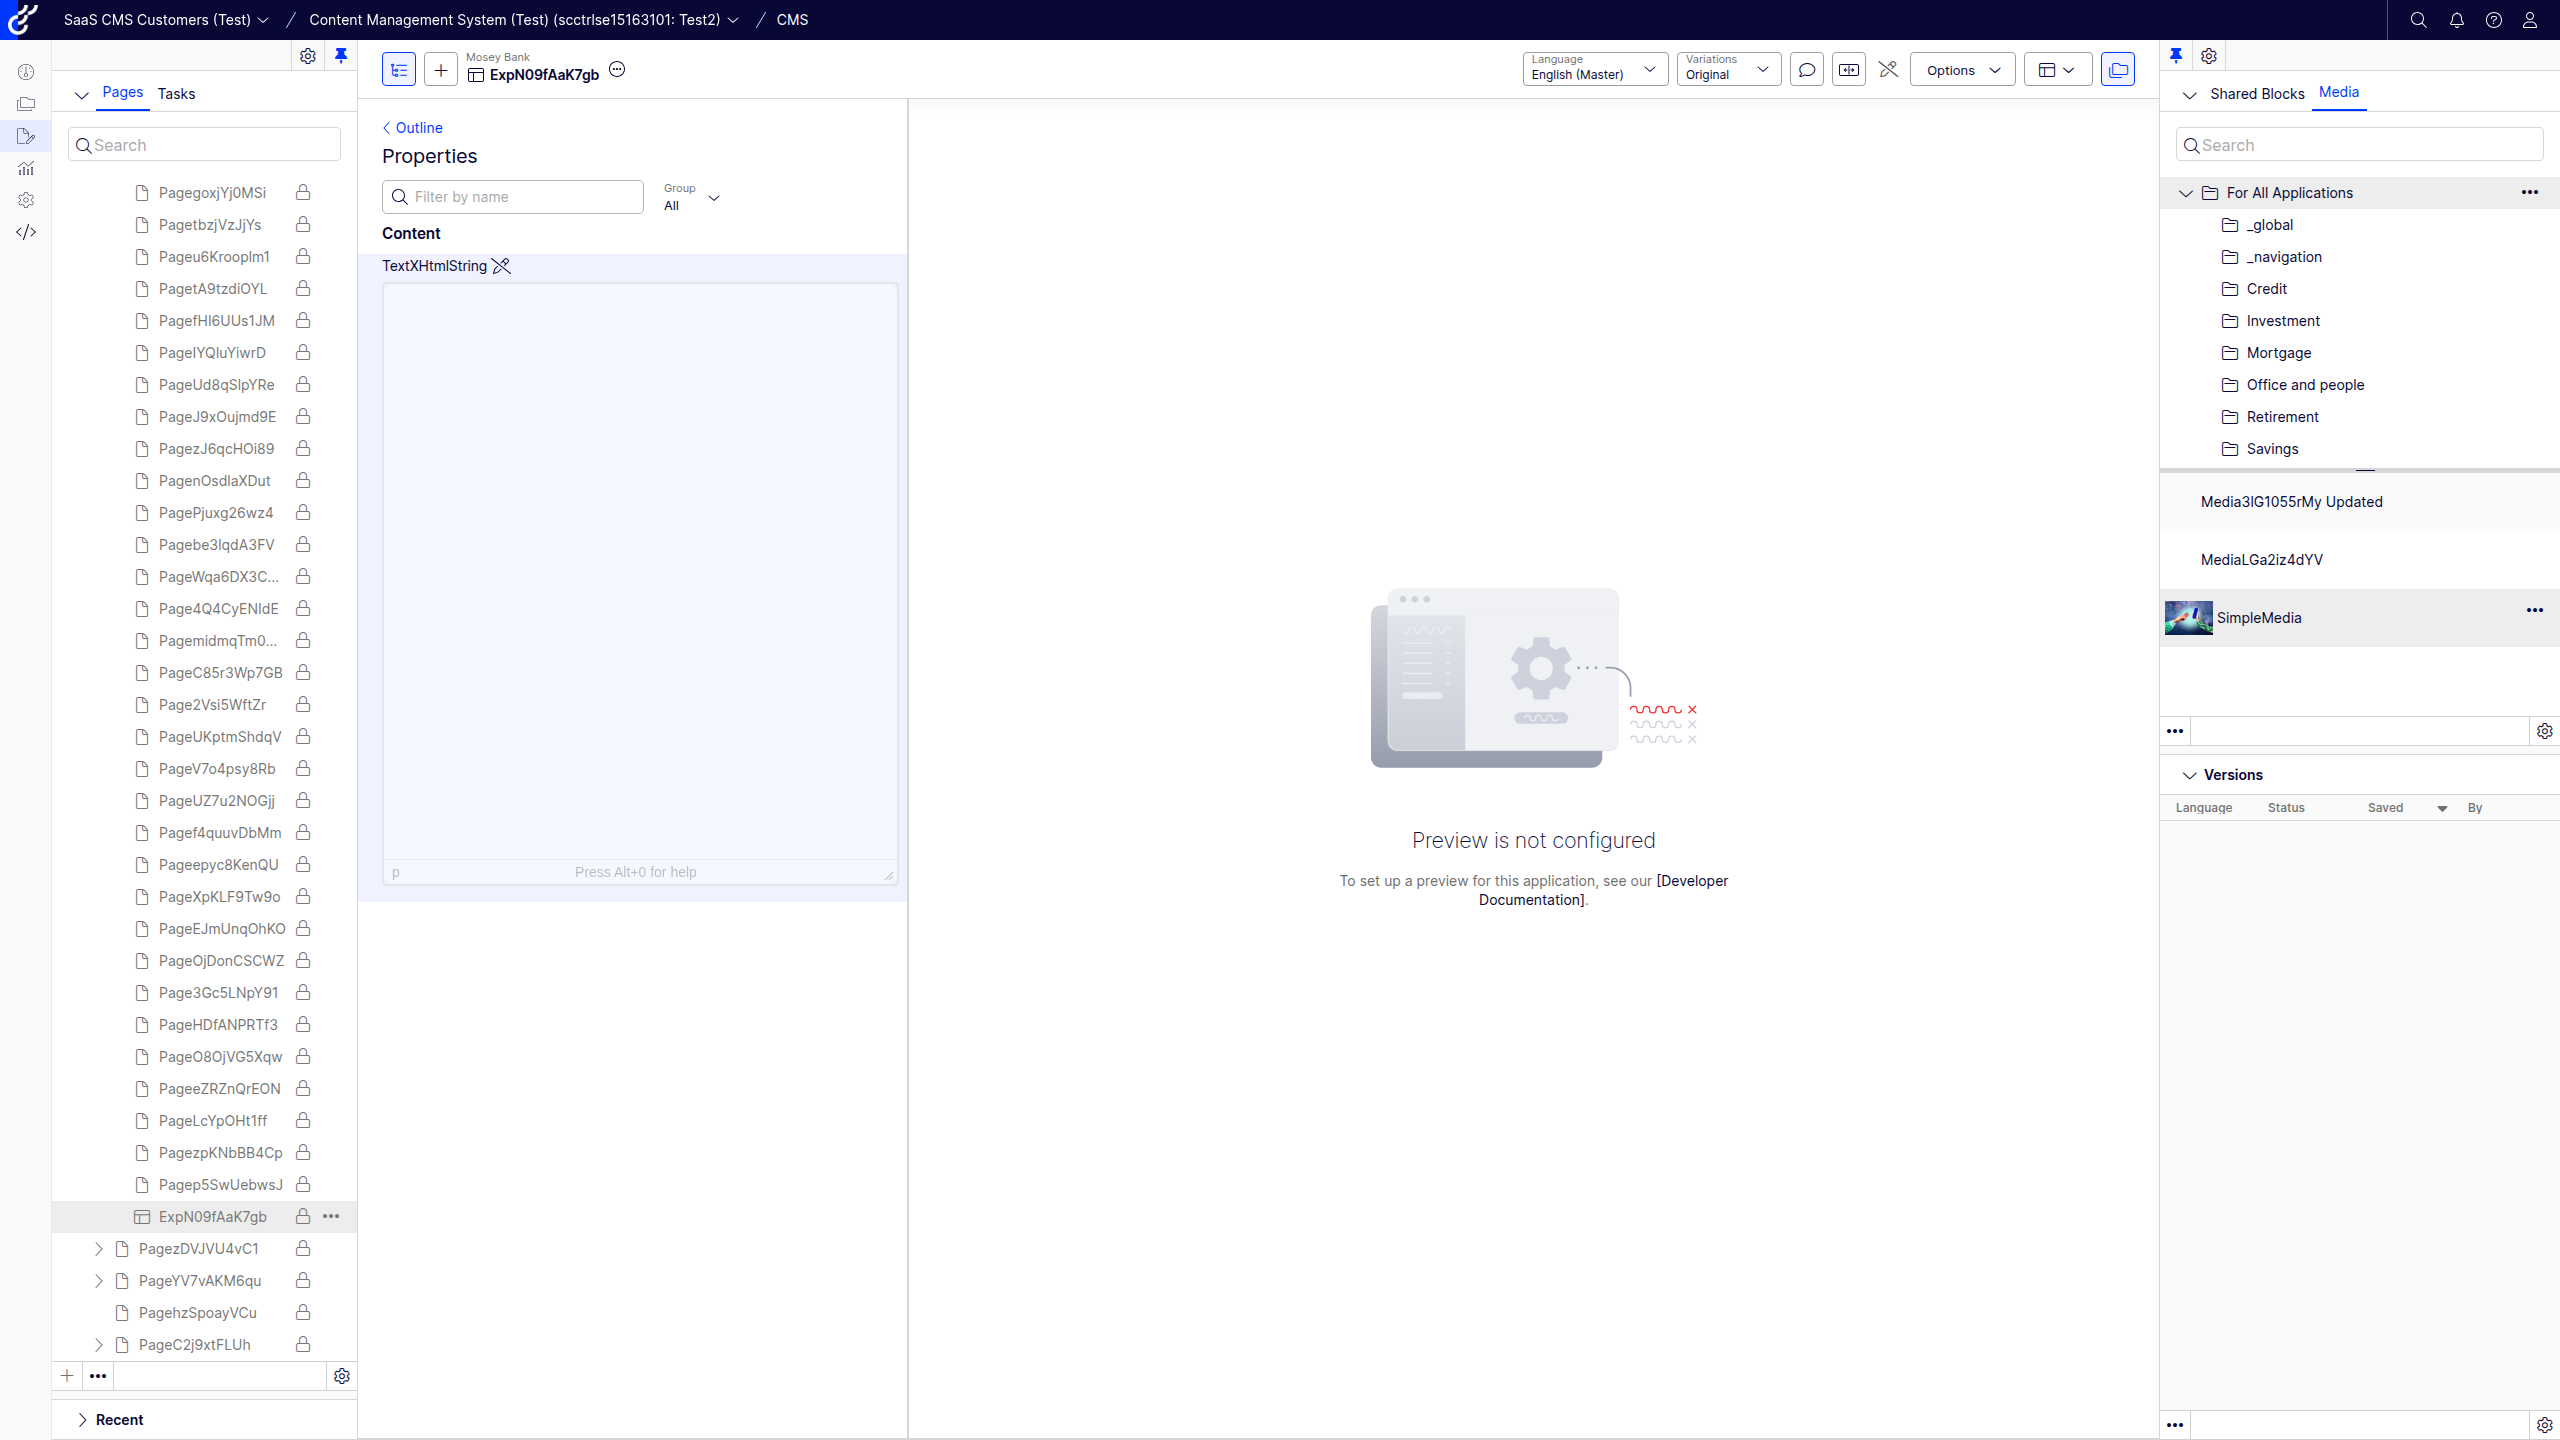 SaaS CMS Customers (Test) / Content Management System (Test) (scctrlse15163101: Test2) / CMS
Pages Tasks
Search
PagegoxjYj0MSi
PagetbzjVzJjYs
Pageu6Krooplm1
PagetA9tzdiOYL
PagefHI6UUs1JM
PageIYQluYiwrD
PageUd8qSlpYRe
PageJ9xOujmd9E
PagezJ6qcHOi89
PagenOsdlaXDut
PagePjuxg26wz4
Pagebe3lqdA3FV
PageWqa6DX3C...
Page4Q4CyENldE
PagemidmqTm0...
PageC85r3Wp7GB
Page2Vsi5WftZr
PageUKptmShdqV
PageV7o4psy8Rb
PageUZ7u2NOGjj
Pagef4quuvDbMm
Pageepyc8KenQU
PageXpKLF9Tw9o
PageEJmUnqOhKO
PageOjDonCSCWZ
Page3Gc5LNpY91
PageHDfANPRTf3
PageO8OjVG5Xqw
PageeZRZnQrEON
PageLcYpOHt1ff
PagezpKNbBB4Cp
Pagep5SwUebwsJ
ExpN09fAaK7gb
PagezDVJVU4vC1
PageYV7vAKM6qu
PagehzSpoayVCu
PageC2j9xtFLUh
Recent
Mosey Bank
ExpN09fAaK7gb
Language
English (Master)
Variations
Original
Options
Outline
Properties
Filter by name
Group
All
Content
TextXHtmlString
p Press Alt+0 for help
Preview is not configured
To set up a preview for this application, see our [Developer
Documentation].
Shared Blocks Media
Search
For All Applications
_global
_navigation
Credit
Investment
Mortgage
Office and people
Retirement
Savings
Media3lG1055rMy Updated
MediaLGa2iz4dYV
SimpleMedia
Versions
Language Status Saved By